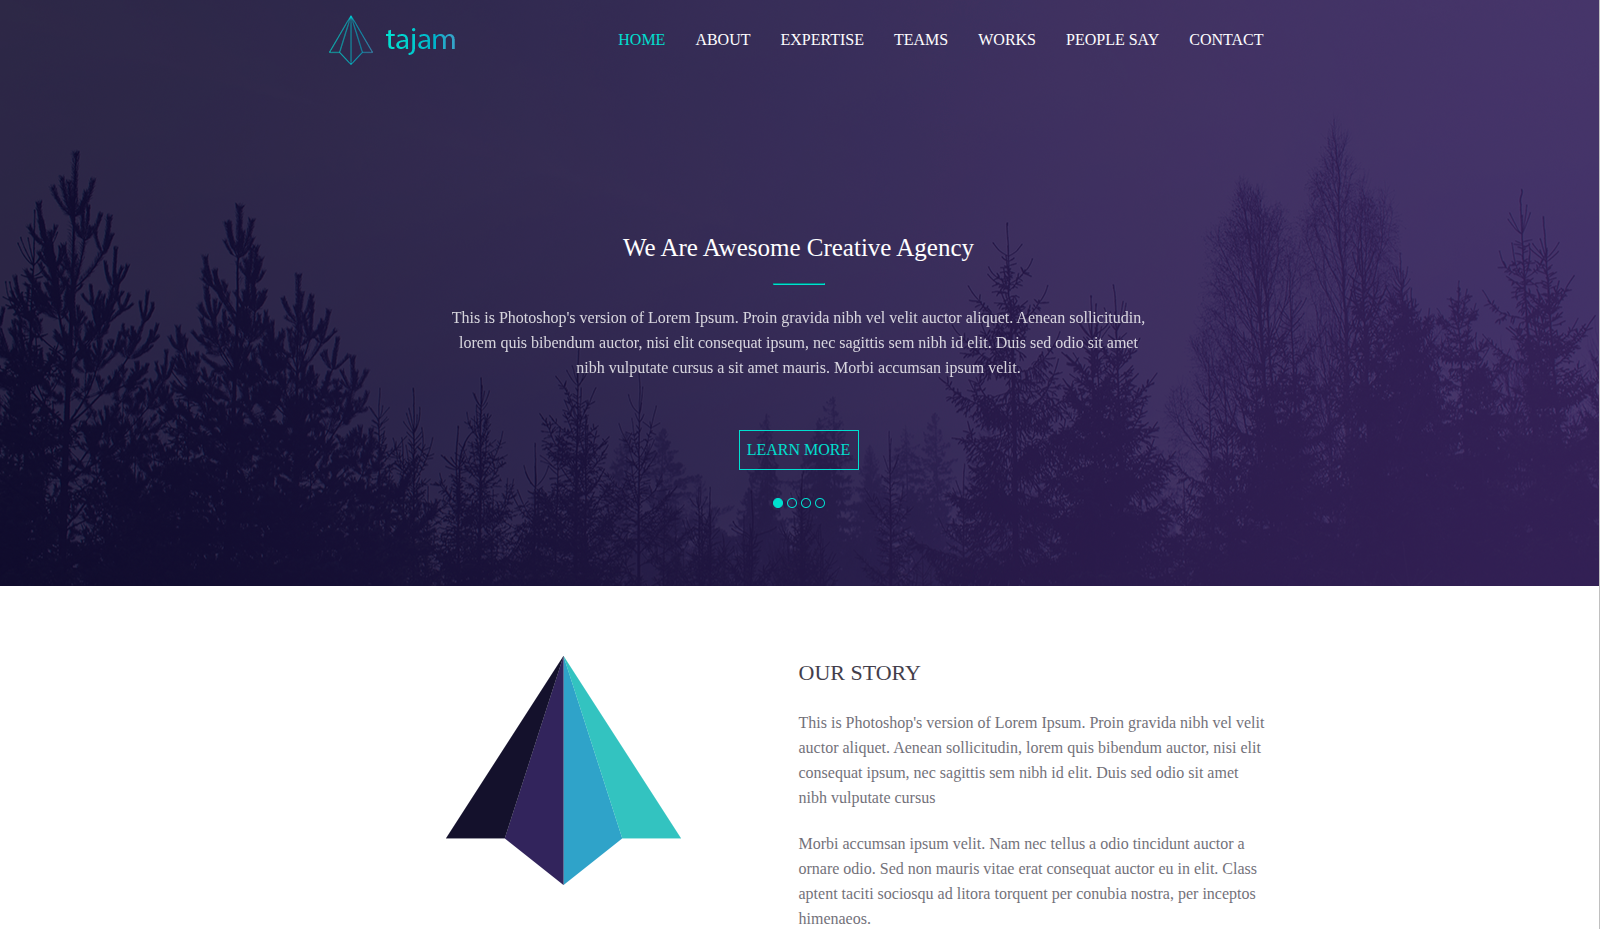 tajam
HOME ABOUT EXPERTISE TEAMS WORKS PEOPLE SAY CONTACT
We Are Awesome Creative Agency
This is Photoshop's version of Lorem Ipsum. Proin gravida nibh vel velit auctor aliquet. Aenean sollicitudin,
lorem quis bibendum auctor, nisi elit consequat ipsum, nec sagittis sem nibh id elit. Duis sed odio sit amet
nibh vulputate cursus a sit amet mauris. Morbi accumsan ipsum velit.
LEARN MORE
OUR STORY
This is Photoshop's version of Lorem Ipsum. Proin gravida nibh vel velit
auctor aliquet. Aenean sollicitudin, lorem quis bibendum auctor, nisi elit
consequat ipsum, nec sagittis sem nibh id elit. Duis sed odio sit amet
nibh vulputate cursus
Morbi accumsan ipsum velit. Nam nec tellus a odio tincidunt auctor a
ornare odio. Sed non mauris vitae erat consequat auctor eu in elit. Class
aptent taciti sociosqu ad litora torquent per conubia nostra, per inceptos
himenaeos.